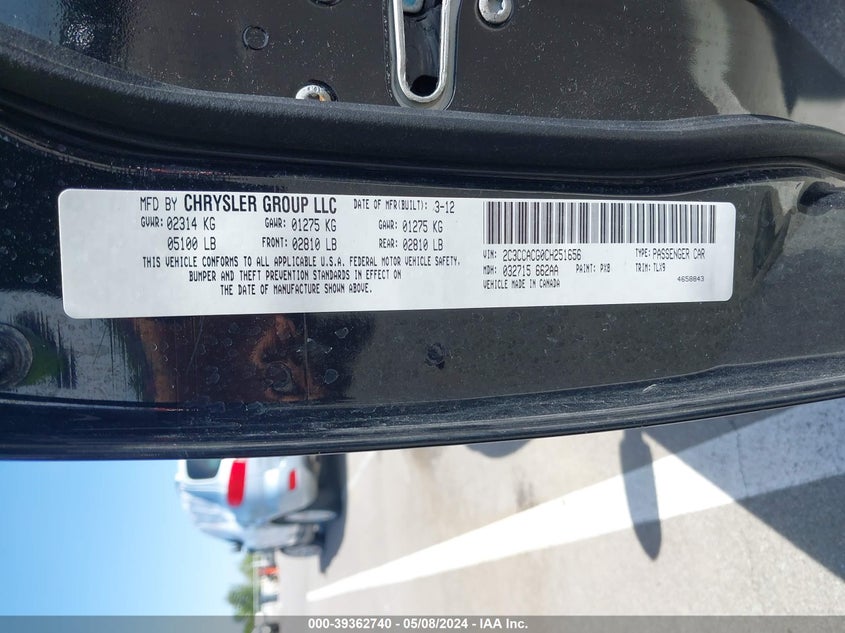 MFD BY CHRYSLER GROUP LLC DATE OF MFR(BUILT): 3-12
GVWR: 02314 KG GAWR: 01275 KG GAWR: 01275 KG
05100 LB FRONT: 02810 LB REAR: 02810 LB
THIS VEHICLE CONFORMS TO ALL APPLICABLE U.S.A. FEDERAL MOTOR VEHICLE SAFETY,
BUMPER AND THEFT PREVENTION STANDARDS IN EFFECT ON
THE DATE OF MANUFACTURE SHOWN ABOVE.
VIN: 2C3CCACG0CH251656 TYPE: PASSENGER CAR
MDH: 032715 662AA PAINT: PX8 TRIM: TLX9
VEHICLE MADE IN CANADA 4658843
000-39362740 - 05/08/2024 - IAA Inc.